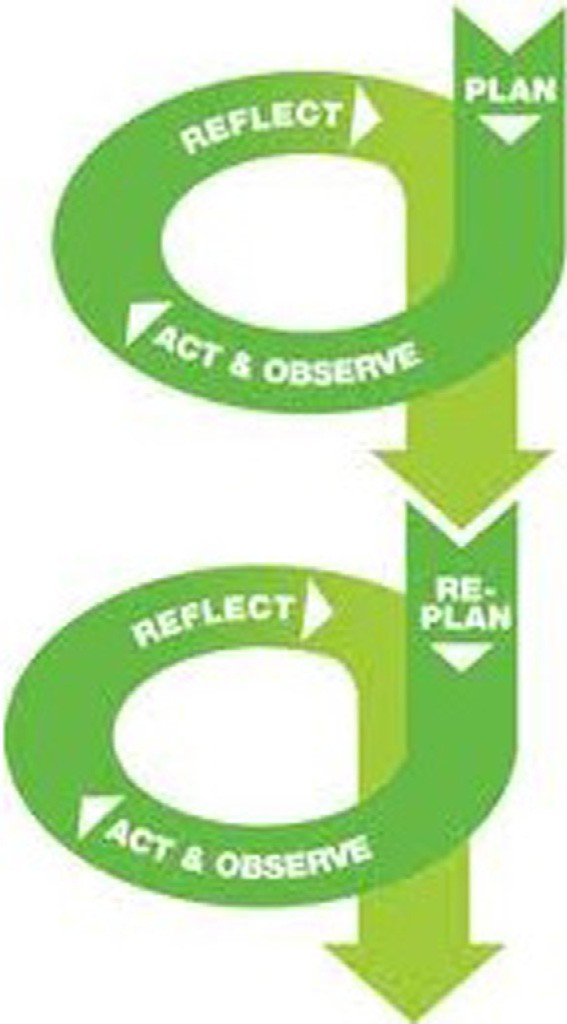 PLAN
ACT & OBSERVE
REFLECT
RE-
PLAN
ACT & OBSERVE
REFLECT